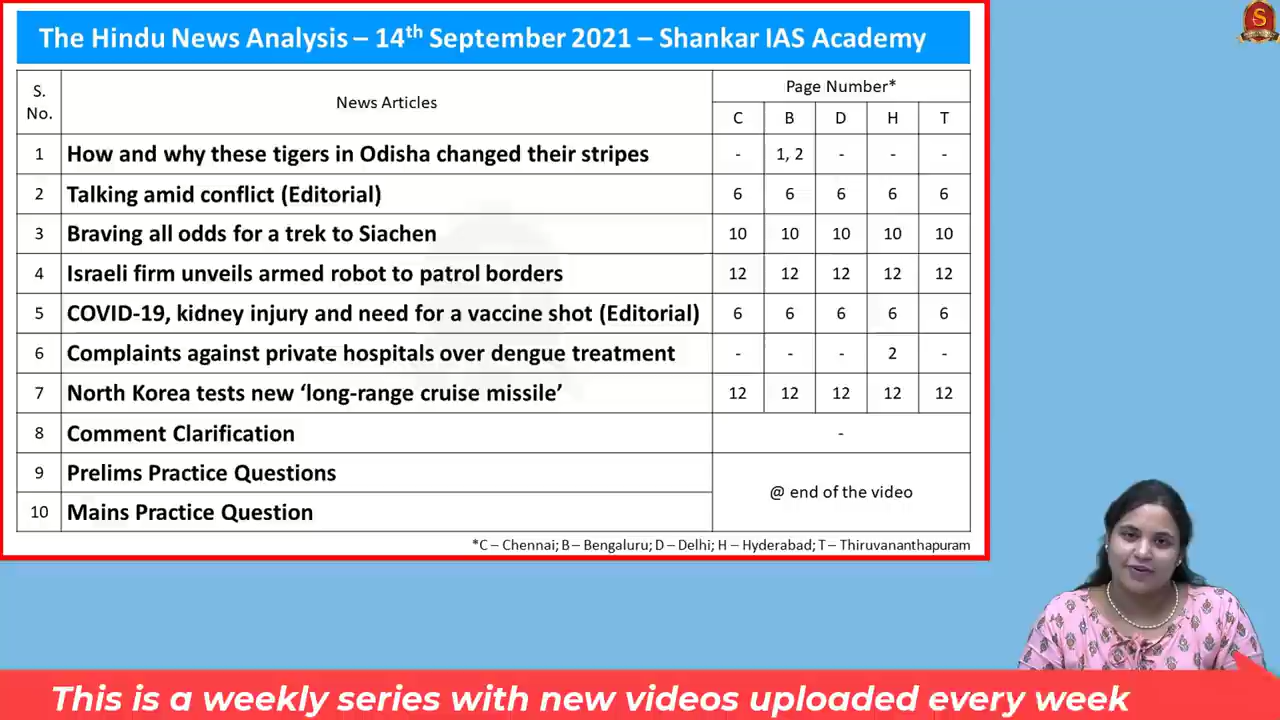 The Hindu News Analysis – 14th September 2021 – Shankar IAS Academy
S. No. News Articles Page Number*
C B D H T
1 How and why these tigers in Odisha changed their stripes - 1, 2 - - -
2 Talking amid conflict (Editorial) 6 6 6 6 6
3 Braving all odds for a trek to Siachen 10 10 10 10 10
4 Israeli firm unveils armed robot to patrol borders 12 12 12 12 12
5 COVID-19, kidney injury and need for a vaccine shot (Editorial) 6 6 6 6 6
6 Complaints against private hospitals over dengue treatment - - - 2 -
7 North Korea tests new ‘long-range cruise missile’ 12 12 12 12 12
8 Comment Clarification -
9 Prelims Practice Questions
@ end of the video
10 Mains Practice Question
*C – Chennai; B – Bengaluru; D – Delhi; H – Hyderabad; T – Thiruvananthapuram
This is a weekly series with new videos uploaded every week